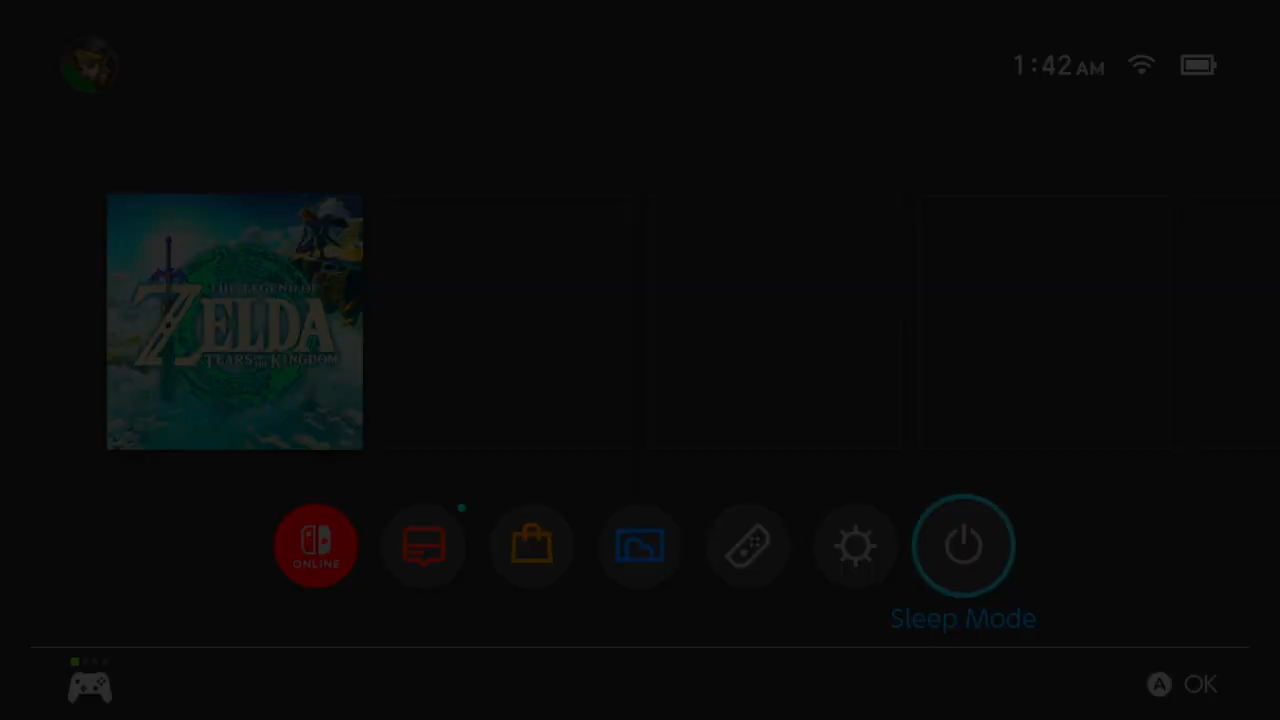 1:42 AM
THE LEGEND OF
ZELDA
TEARS OF THE KINGDOM
ONLINE
Sleep Mode
A OK